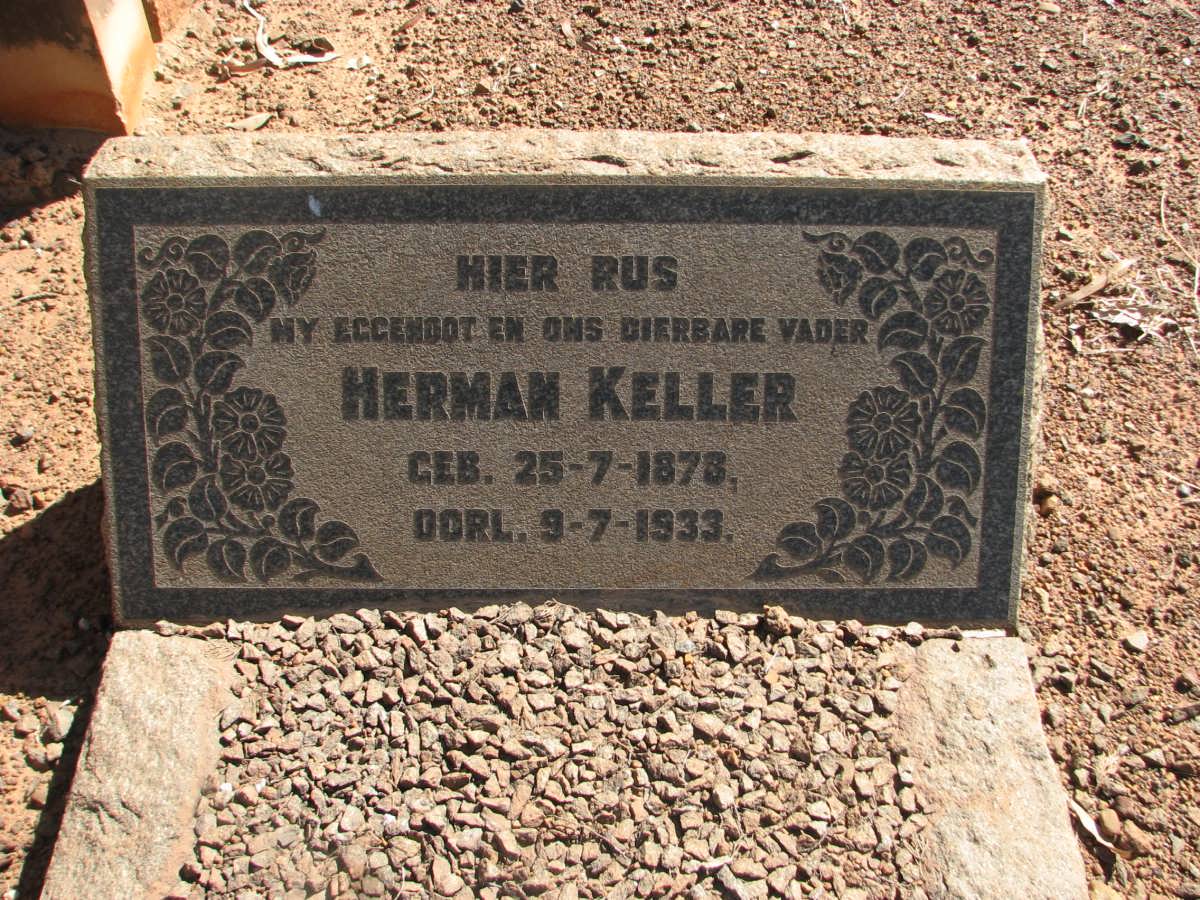 HIER RUS
MY EGGENOOT EN ONS DIERBARE VADER
HERMAN KELLER
GEB. 25-7-1878.
OORL. 9-7-1933.